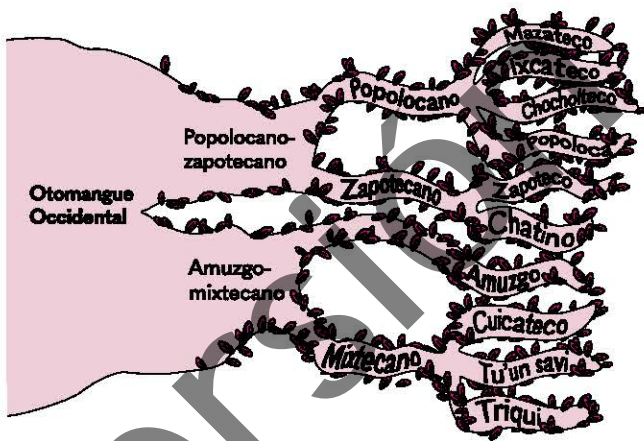 Mazateco
Ixcateco
Chocholteco
Popoloca
Popolocano
Popolocano-
zapotecano
Zapotecano
Zapoteco
Chatino
Otomangue
Occidental
Amuzgo-
mixtecano
Amuzgo
Cuicateco
Mixtecano
Tu'un savi
Triqui